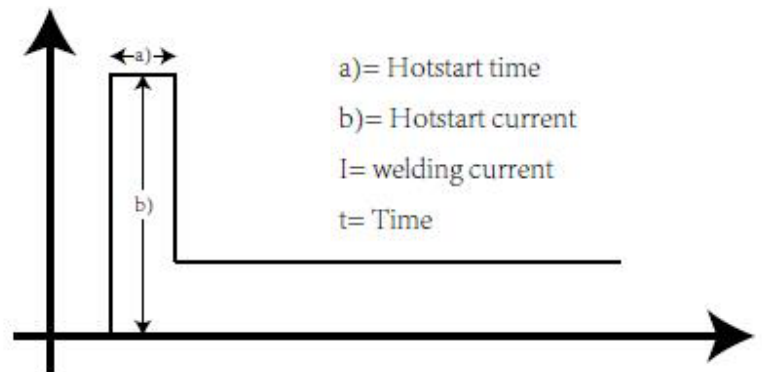 a)
a)= Hotstart time
b)= Hotstart current
I= welding current
b)
t= Time